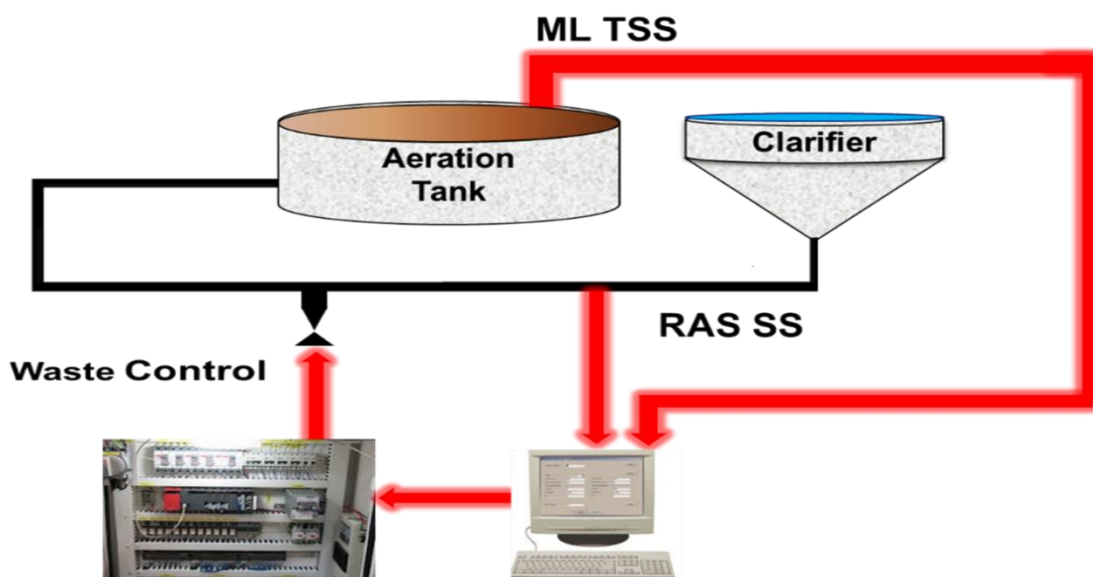 ML TSS
Aeration
Tank
Clarifier
RAS SS
Waste Control